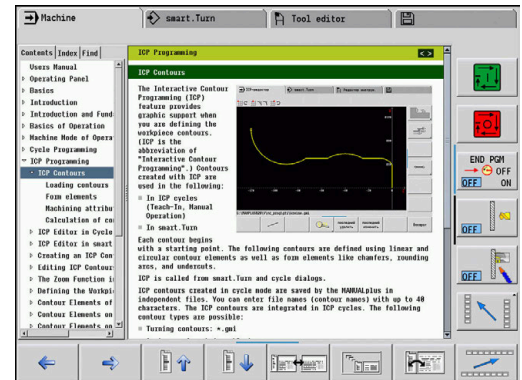 Machine
smart.Turn
Tool editor
Contents
Index
Find
Users Manual
Operating Panel
Basics
Introduction
Introduction and Fund
Basics of Operation
Machine Mode of Opera
Cycle Programming
ICP Programming
ICP Contours
Loading contours
Form elements
Machining attribu
Calculation of co
ICP Editor in Cycle
ICP Editor in smart
Creating an ICP Con
Editing ICP Contour
The Zoom Function i
Defining the Workpi
Contour Elements of
Contour Elements on
Contour Elements on
ICP Programming
ICP Contours
The Interactive Contour
Programming (ICP)
feature provides
graphic support when
you are defining the
workpiece contours.
(ICP is the
abbreviation of
"Interactive Contour
Programming".) Contours
created with ICP are
used in the following:
In ICP cycles
(Teach-In, Manual
Operation)
In smart.Turn
Each contour begins
with a starting point. The following contours are defined using linear and
circular contour elements as well as form elements like chamfers, rounding
arcs, and undercuts.
ICP is called from smart.Turn and cycle dialogs.
ICP contours created in cycle mode are saved by the MANUALplus in
independent files. You can enter file names (contour names) with up to 40
characters. The ICP contours are integrated in ICP cycles. The following
contour types are possible:
Turning contours: *.gmi
END PGM
OFF
OFF ON
OFF
OFF